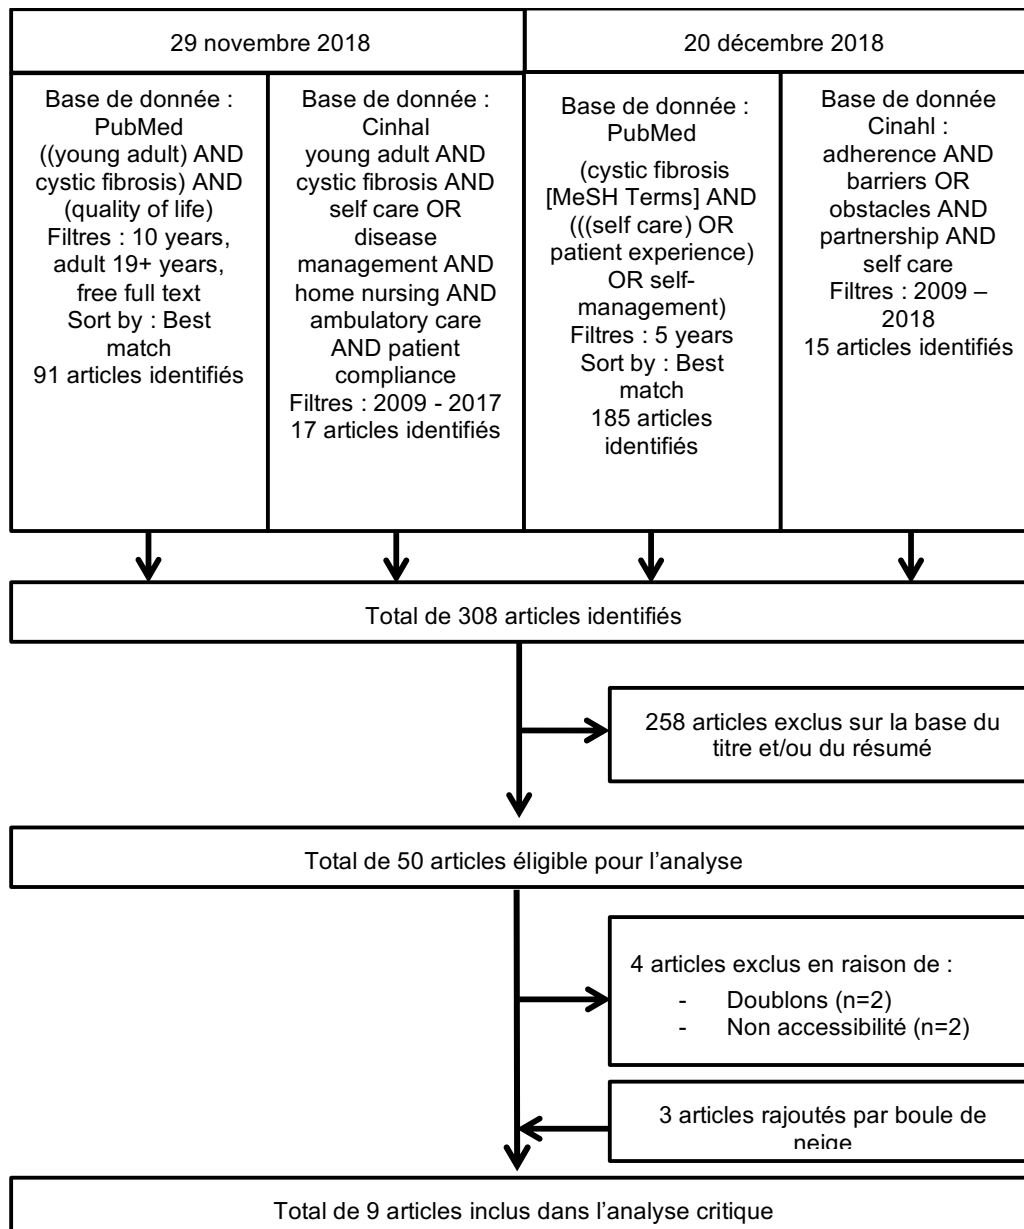 29 novembre 2018
20 décembre 2018
Base de donnée :
PubMed
((young adult) AND
cystic fibrosis) AND
(quality of life)
Filtres : 10 years,
adult 19+ years,
free full text
Sort by : Best
match
91 articles identifiés
Base de donnée :
Cinhal
young adult AND
cystic fibrosis AND
self care OR
disease
management AND
home nursing AND
ambulatory care
AND patient
compliance
Filtres : 2009 - 2017
17 articles identifiés
Base de donnée :
PubMed
(cystic fibrosis
[MeSH Terms] AND
(((self care) OR
patient experience)
OR self-
management)
Filtres : 5 years
Sort by : Best
match
185 articles
identifiés
Base de donnée
Cinahl :
adherence AND
barriers OR
obstacles AND
partnership AND
self care
Filtres : 2009 –
2018
15 articles identifiés
Total de 308 articles identifiés
258 articles exclus sur la base du
titre et/ou du résumé
Total de 50 articles éligible pour l’analyse
4 articles exclus en raison de :
- Doublons (n=2)
- Non accessibilité (n=2)
3 articles rajoutés par boule de
neige
Total de 9 articles inclus dans l’analyse critique